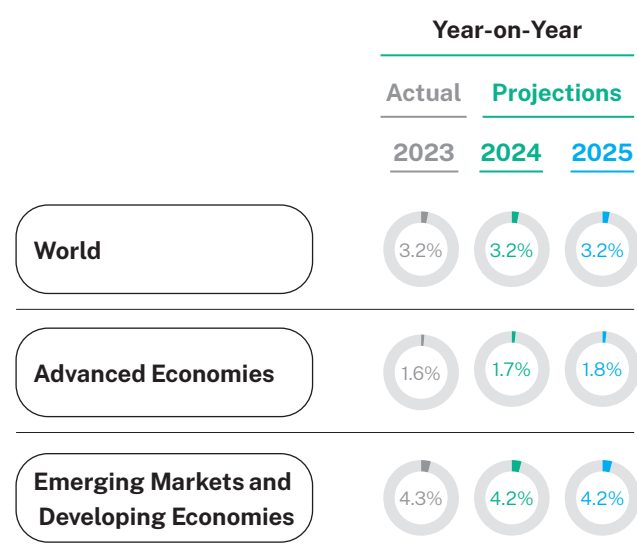 Year-on-Year
Actual Projections
2023 2024 2025
World 3.2% 3.2% 3.2%
Advanced Economies 1.6% 1.7% 1.8%
Emerging Markets and
Developing Economies 4.3% 4.2% 4.2%